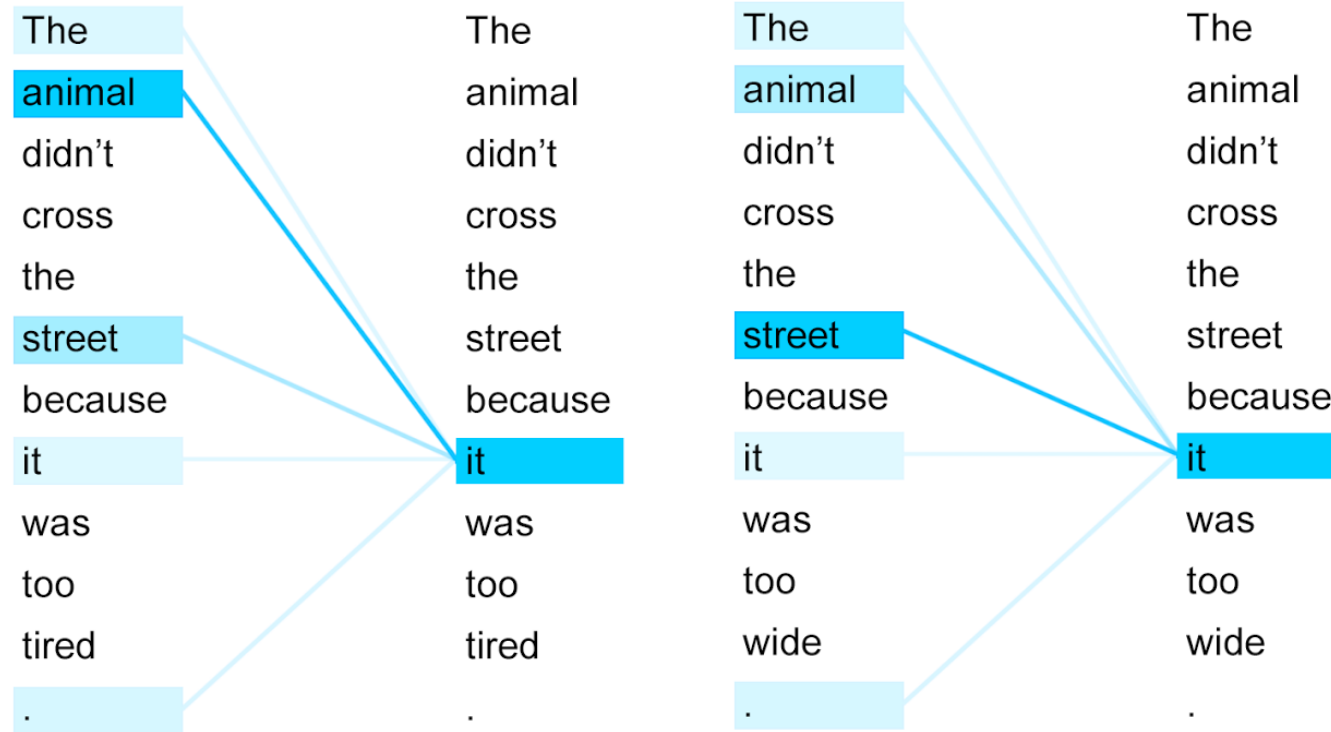 The The The The
animal animal animal animal
didn’t didn’t didn’t didn’t
cross cross cross cross
the the the the
street street street street
because because because because
it it it it
was was was was
too too too too
tired tired wide wide
. . . .